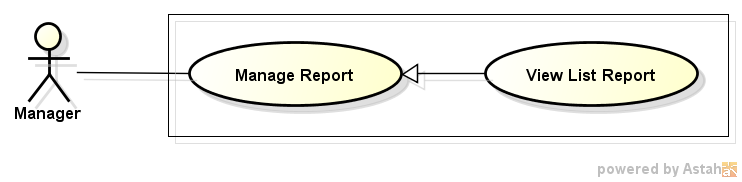 Manage Report
View List Report
Manager
powered by Astah